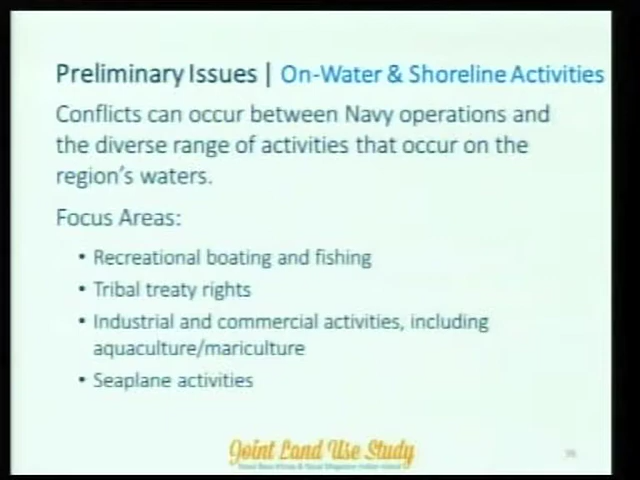 Preliminary Issues | On-Water & Shoreline Activities
Conflicts can occur between Navy operations and
the diverse range of activities that occur on the
region's waters.
Focus Areas:
• Recreational boating and fishing
• Tribal treaty rights
• Industrial and commercial activities, including
aquaculture/mariculture
• Seaplane activities
Joint Land Use Study